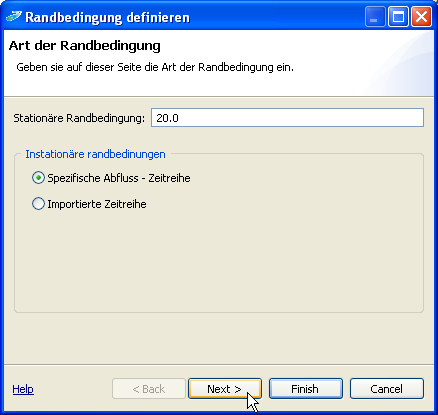 Randbedingung definieren
Art der Randbedingung
Geben sie auf dieser Seite die Art der Randbedingung ein.
Stationäre Randbedingung: 20.0
Instationäre randbedinungen
Spezifische Abfluss - Zeitreihe
Importierte Zeitreihe
Help < Back Next > Finish Cancel